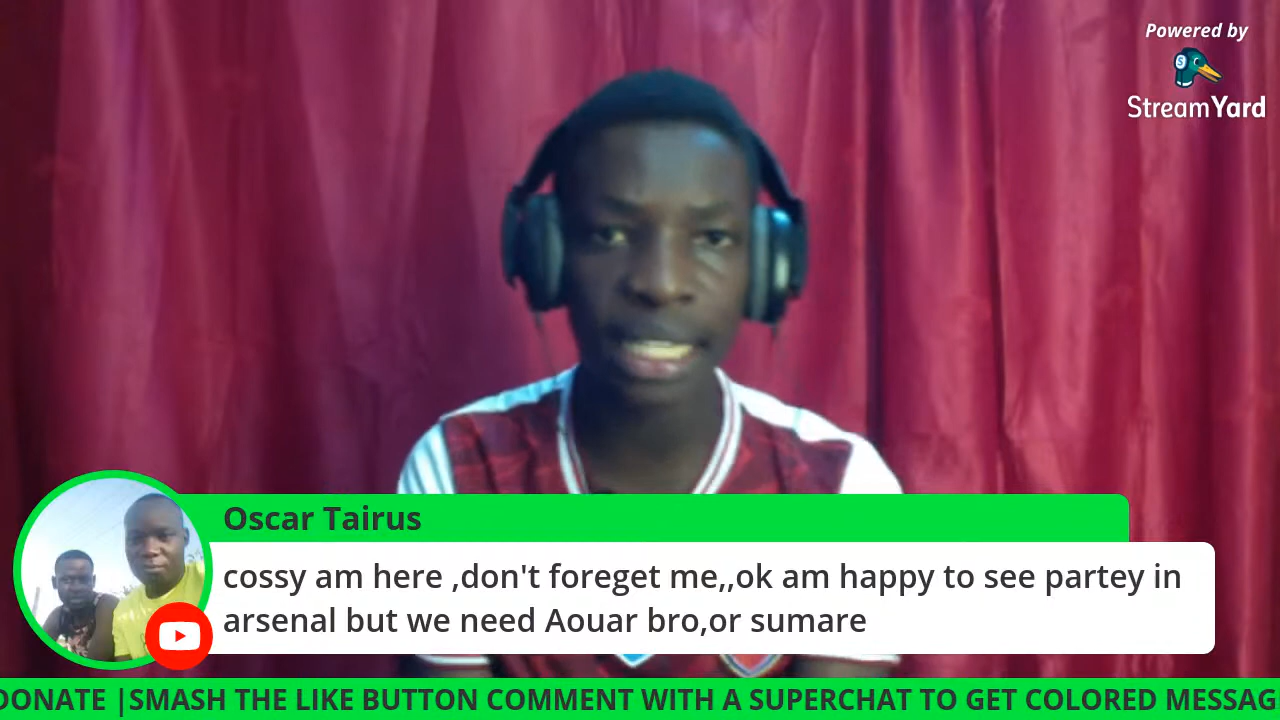 Powered by
StreamYard
Oscar Tairus
cossy am here ,don't foreget me,,ok am happy to see partey in
arsenal but we need Aouar bro,or sumare
DONATE |SMASH THE LIKE BUTTON COMMENT WITH A SUPERCHAT TO GET COLORED MESSAG